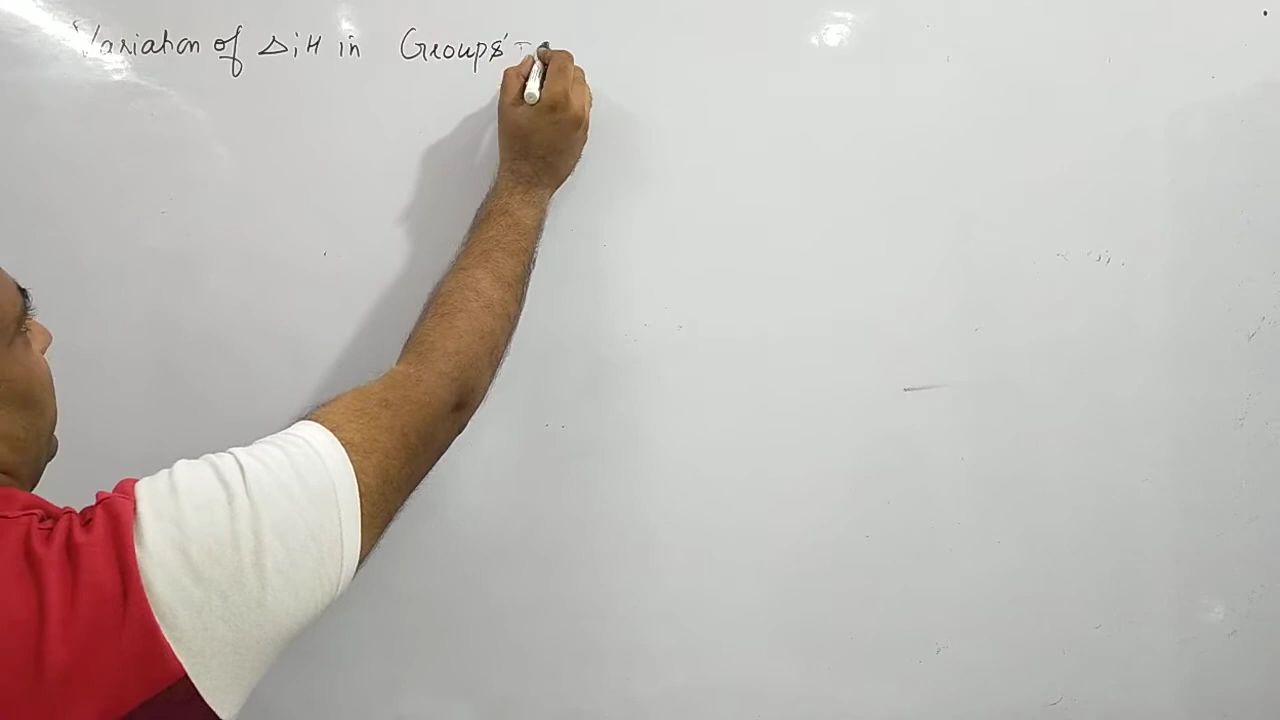 Variation of ΔiH in Groups:-